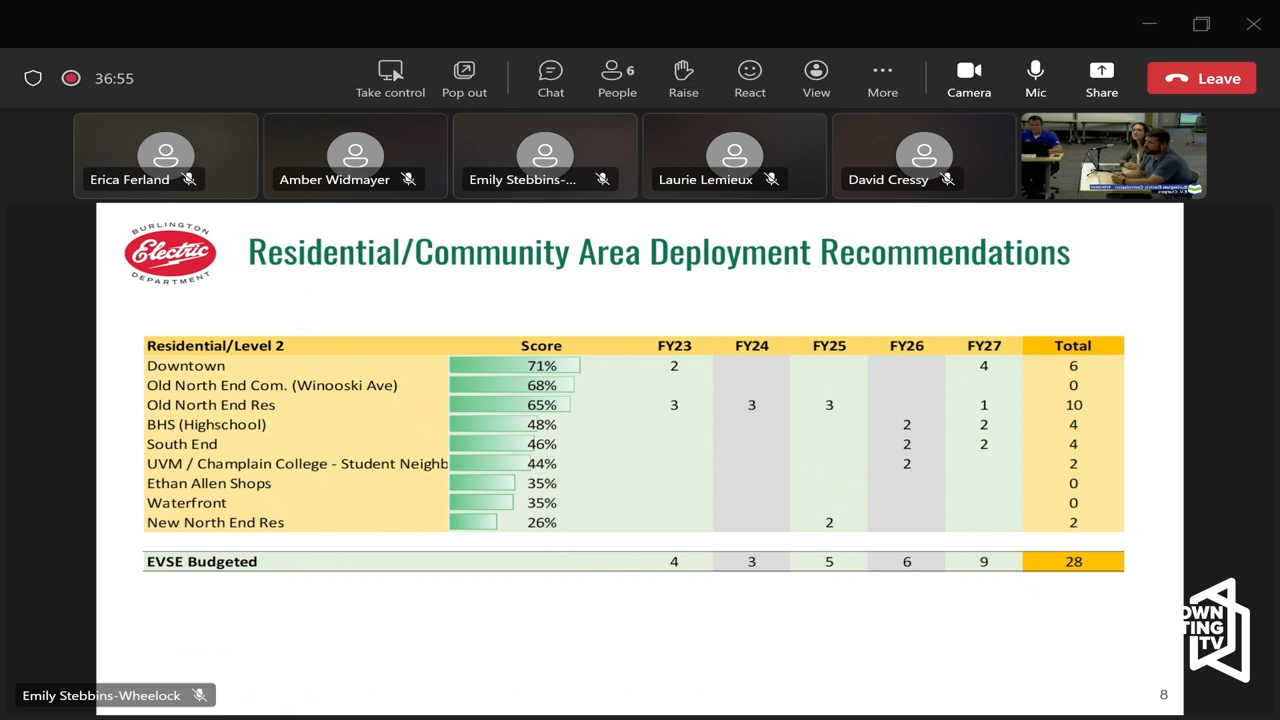 36:55
Take control
Pop out
Chat
6
People
Raise
React
View
More
Camera
Mic
Share
Leave
Erica Ferland
Amber Widmayer
Emily Stebbins-...
Laurie Lemieux
David Cressy
BURLINGTON
Electric
DEPARTMENT
Residential/Community Area Deployment Recommendations
Residential/Level 2 Score FY23 FY24 FY25 FY26 FY27 Total
Downtown 71% 2 4 6
Old North End Com. (Winooski Ave) 68% 0
Old North End Res 65% 3 3 3 1 10
BHS (Highschool) 48% 2 2 4
South End 46% 2 2 4
UVM / Champlain College - Student Neighb 44% 2 2
Ethan Allen Shops 35% 0
Waterfront 35% 0
New North End Res 26% 2 2
EVSE Budgeted 4 3 5 6 9 28
OWN
TING
TV
Emily Stebbins-Wheelock
8